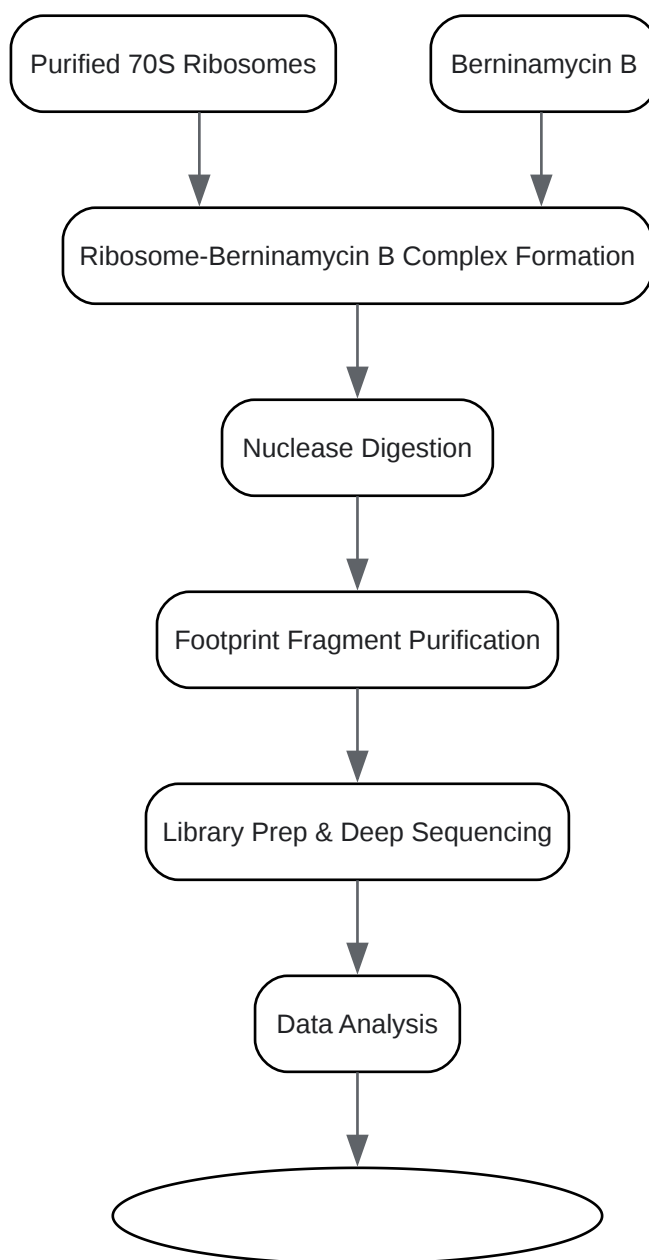 Purified 70S Ribosomes
Berninamycin B
Ribosome-Berninamycin B Complex Formation
Nuclease Digestion
Footprint Fragment Purification
Library Prep & Deep Sequencing
Data Analysis